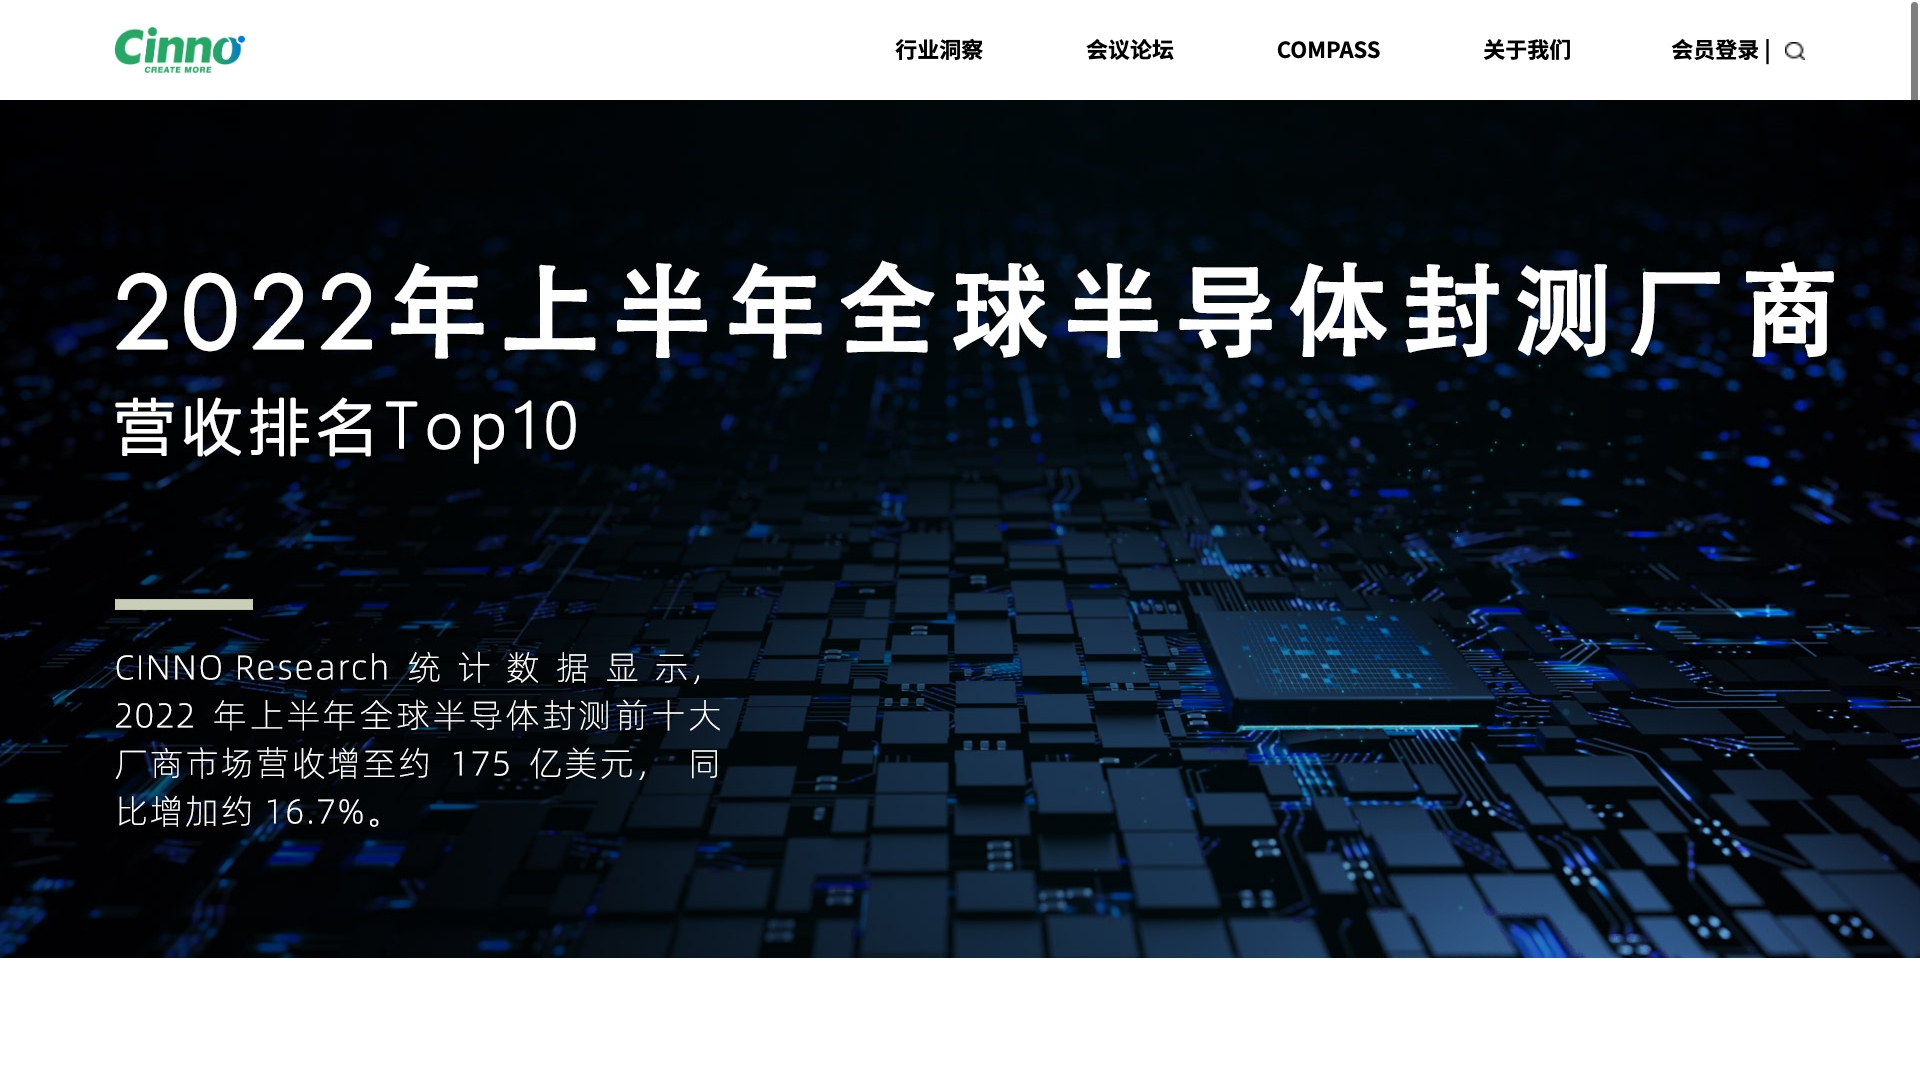 Cinno
CREATE MORE
行业洞察
会议论坛
COMPASS
关于我们
会员登录 |
2022年上半年全球半导体封测厂商
营收排名Top10
CINNO Research 统计数据显示,
2022 年上半年全球半导体封测前十大
厂商市场营收增至约 175 亿美元, 同
比增加约 16.7%。